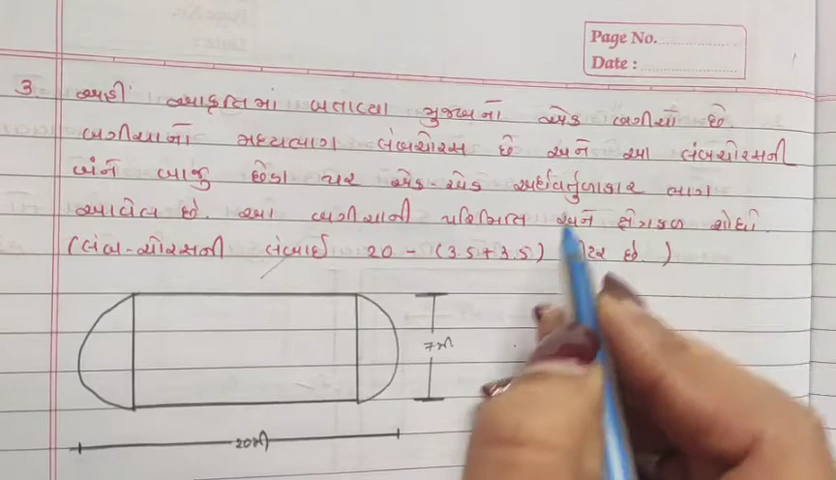 Page No.
Date :
3 અહીં આકૃતિમાં બતાવ્યા મુજબનો એક બગીચો છે.
બગીચાનો મધ્યભાગ લંબચોરસ છે અને આ લંબચોરસની
બંને બાજુ છેડા પર એક-એક અર્ધવર્તુળાકાર ભાગ
આવેલ છે. આ બગીચાની પરિમિતિ અને ક્ષેત્રફળ શોધો.
(લંબ-ચોરસની લંબાઈ 20 - (3.5+3.5) મીટર છે.)
7મી
20મી